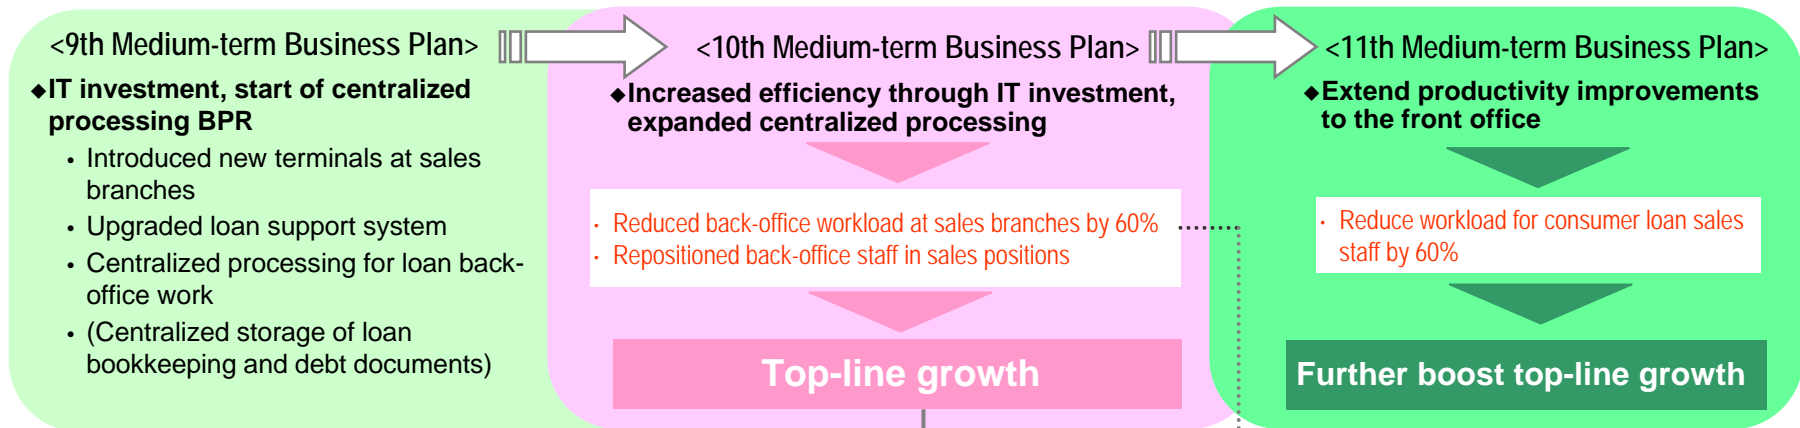 <9th Medium-term Business Plan>
◆IT investment, start of centralized
processing BPR
• Introduced new terminals at sales
branches
• Upgraded loan support system
• Centralized processing for loan back-
office work
• (Centralized storage of loan
bookkeeping and debt documents)
<10th Medium-term Business Plan>
◆Increased efficiency through IT investment,
expanded centralized processing
・ Reduced back-office workload at sales branches by 60%
・ Repositioned back-office staff in sales positions
Top-line growth
<11th Medium-term Business Plan>
◆Extend productivity improvements
to the front office
・ Reduce workload for consumer loan sales
staff by 60%
Further boost top-line growth